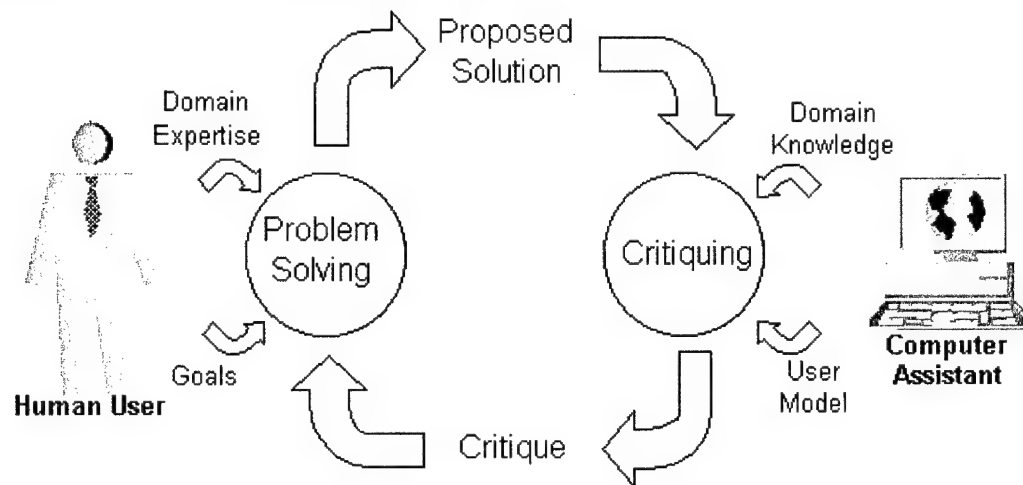 Proposed
Solution
Domain
Expertise
Domain
Knowledge
Problem
Solving
Critiquing
Goals
Human User
User
Model
Computer
Assistant
Critique